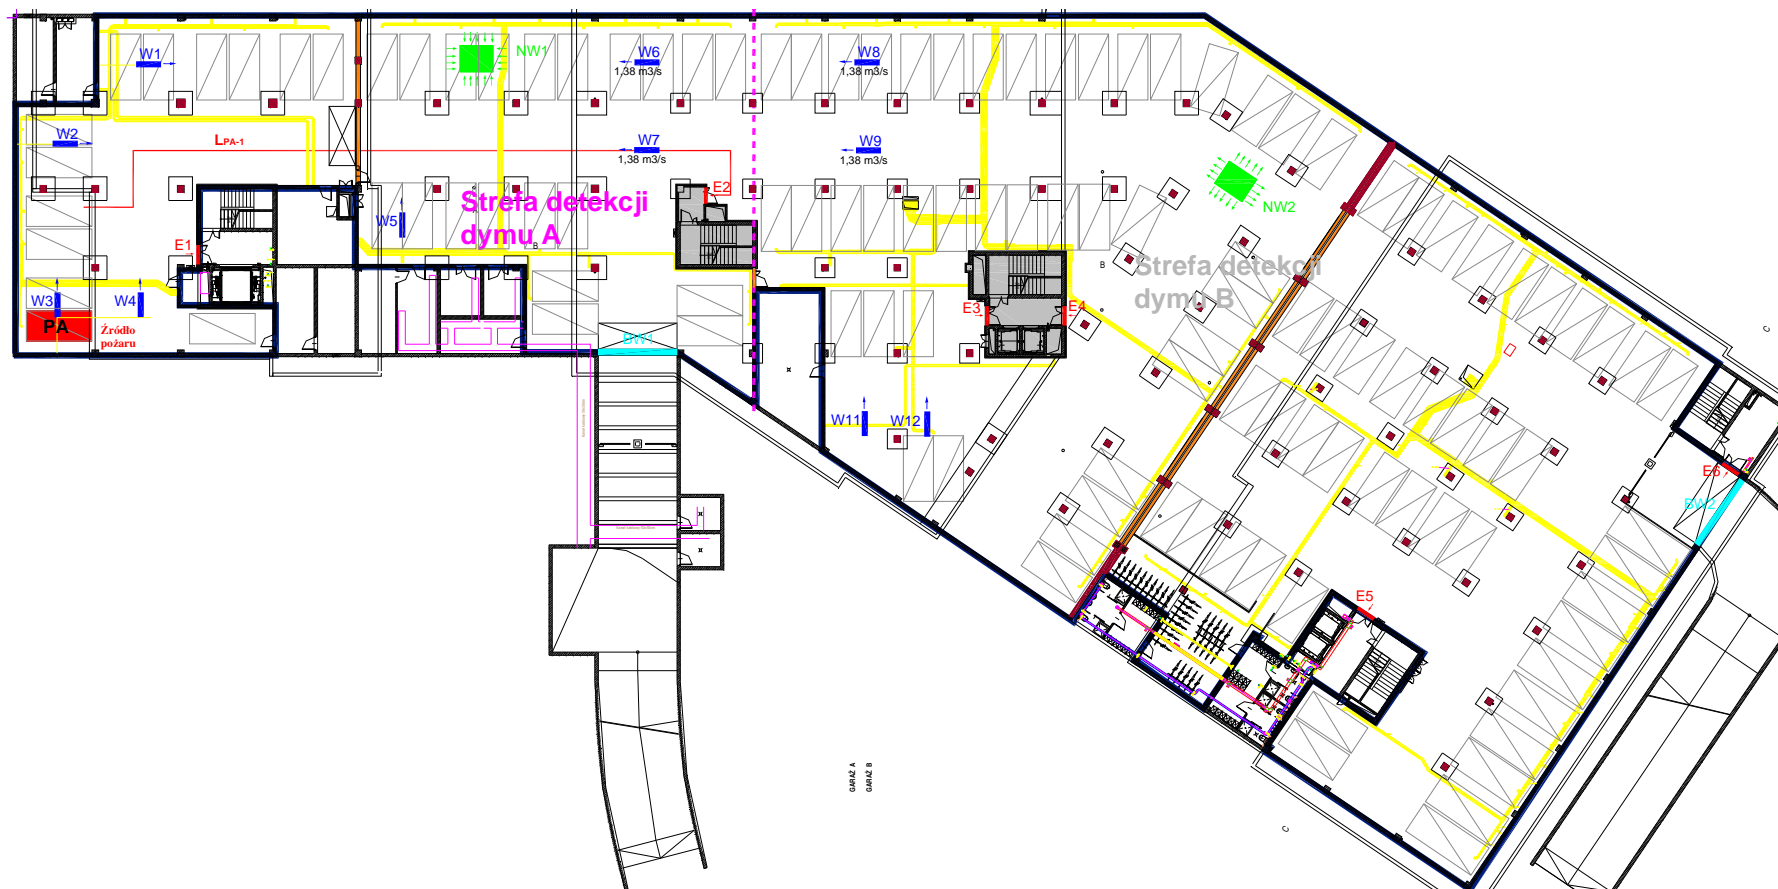 W1
NW1
W6
1,38 m3/s
W8
1,38 m3/s
W2
LPA-1
W7
1,38 m3/s
W9
1,38 m3/s
E2
NW2
W5
Strefa detekcji
dymu A
B
E1
B
Strefa detekcji
dymu B
W3
W4
PA
Źródło
pożaru
E3
E4
BW1
C
W11
W12
E6
BW2
E5
GARAŻ A
GARAŻ B
C